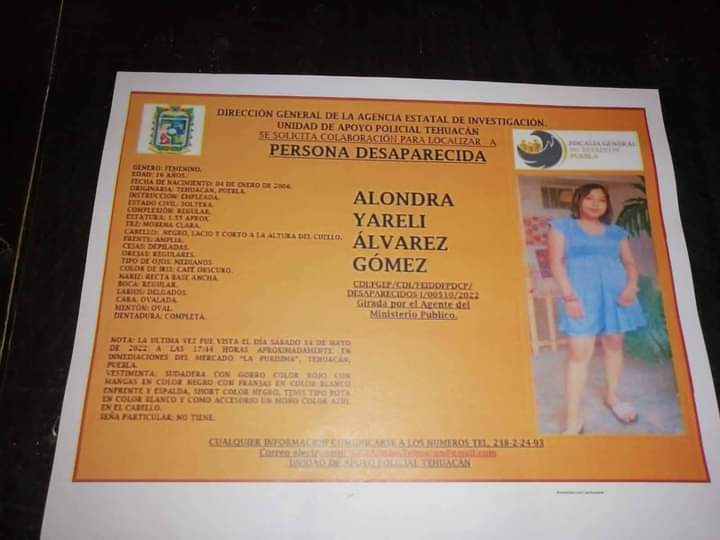 DIRECCIÓN GENERAL DE LA AGENCIA ESTATAL DE INVESTIGACIÓN.
UNIDAD DE APOYO POLICIAL TEHUACÁN
SE SOLICITA COLABORACIÓN PARA LOCALIZAR A
PERSONA DESAPARECIDA
FISCALÍA GENERAL
DEL ESTADO DE
PUEBLA
GENERO: FEMENINO.
EDAD: 16 AÑOS.
FECHA DE NACIMIENTO: 04 DE ENERO DE 2006.
ORIGINARIA: TEHUACÁN, PUEBLA.
INSTRUCCIÓN: EMPLEADA.
ESTADO CIVIL: SOLTERA.
COMPLEXIÓN: REGULAR.
ESTATURA: 1.55 APROX.
TEZ: MORENA CLARA.
CABELLO: NEGRO, LACIO Y CORTO A LA ALTURA DEL CUELLO.
FRENTE: AMPLIA.
CEJAS: DEPILADAS.
OREJAS: REGULARES.
TIPO DE OJOS: MEDIANOS
COLOR DE IRIS: CAFÉ OBSCURO.
NARIZ: RECTA BASE ANCHA.
BOCA: REGULAR.
LABIOS: DELGADOS.
CARA: OVALADA.
MENTÓN: OVAL.
DENTADURA: COMPLETA.
ALONDRA
YARELI
ÁLVAREZ
GÓMEZ
CDI:FGEP/CDI/FEIDDFPDCP/
DESAPARECIDOS I/00510/2022
Girada por el Agente del
Ministerio Publico.
NOTA: LA ULTIMA VEZ FUE VISTA EL DÍA SABADO 14 DE MAYO
DE 2022 A LAS 17:44 HORAS APROXIMADAMENTE EN
INMEDIACIONES DEL MERCADO "LA PURISIMA", TEHUACÁN,
PUEBLA.
VESTIMENTA: SUDADERA CON GORRO COLOR ROJO CON
MANGAS EN COLOR NEGRO CON FRANJAS EN COLOR BLANCO
ENFRENTE Y ESPALDA, SHORT COLOR NEGRO, TENIS TIPO BOTA
EN COLOR BLANCO Y COMO ACCESORIO UN MOÑO COLOR AZUL
EN EL CABELLO.
SEÑA PARTICULAR: NO TIENE.
CUALQUIER INFORMACION COMUNICARSE A LOS NUMEROS TEL. 238-2-24-93
Correo electronico:
UNIDAD DE APOYO POLICIAL TEHUACÁN